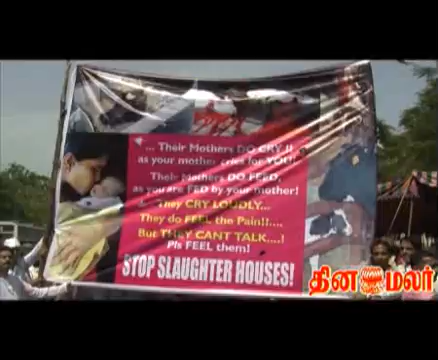 ... Their Mothers DO CRY !!
as your mother cries for YOU!
Their Mothers DO FEED,
as you are FED by your mother!
They CRY LOUDLY...
They do FEEL the Pain!!....
But THEY CANT TALK....!
Pls FEEL them!
STOP SLAUGHTER HOUSES!
தினமலர்